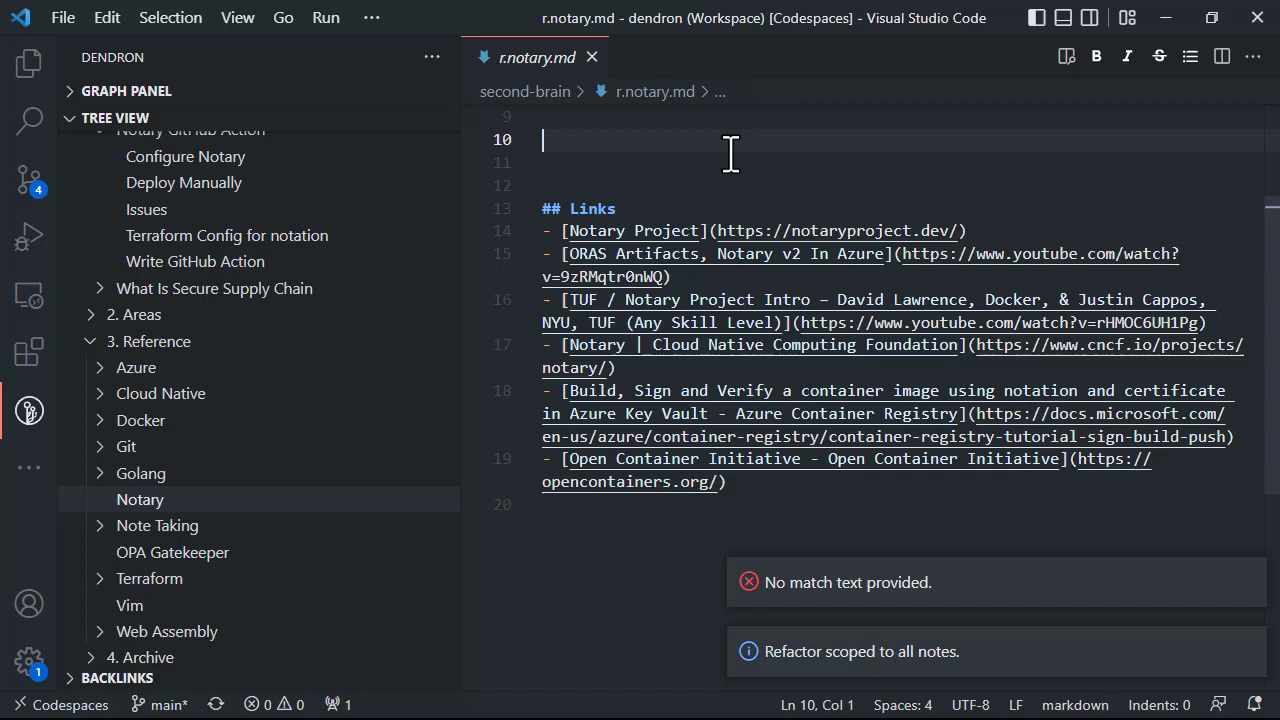 File Edit Selection View Go Run ··· r.notary.md - dendron (Workspace) [Codespaces] - Visual Studio Code
DENDRON ···
r.notary.md
GRAPH PANEL
second-brain > r.notary.md > ...
TREE VIEW
Notary GitHub Action
Configure Notary
Deploy Manually
Issues
Terraform Config for notation
Write GitHub Action
What Is Secure Supply Chain
2. Areas
3. Reference
Azure
Cloud Native
Docker
Git
Golang
Notary
Note Taking
OPA Gatekeeper
Terraform
Vim
Web Assembly
4. Archive
BACKLINKS
4
1
9
10
11
12
13 ## Links
14 - [Notary Project](https://notaryproject.dev/)
15 - [ORAS Artifacts, Notary v2 In Azure](https://www.youtube.com/watch?
v=9zRMqtr0nWQ)
16 - [TUF / Notary Project Intro – David Lawrence, Docker, & Justin Cappos,
NYU, TUF (Any Skill Level)](https://www.youtube.com/watch?v=rHMOC6UH1Pg)
17 - [Notary | Cloud Native Computing Foundation](https://www.cncf.io/projects/
notary/)
18 - [Build, Sign and Verify a container image using notation and certificate
in Azure Key Vault - Azure Container Registry](https://docs.microsoft.com/
en-us/azure/container-registry/container-registry-tutorial-sign-build-push)
19 - [Open Container Initiative - Open Container Initiative](https://
opencontainers.org/)
20
No match text provided.
Refactor scoped to all notes.
Codespaces main* 0 0 1 Ln 10, Col 1 Spaces: 4 UTF-8 LF markdown Indents: 0